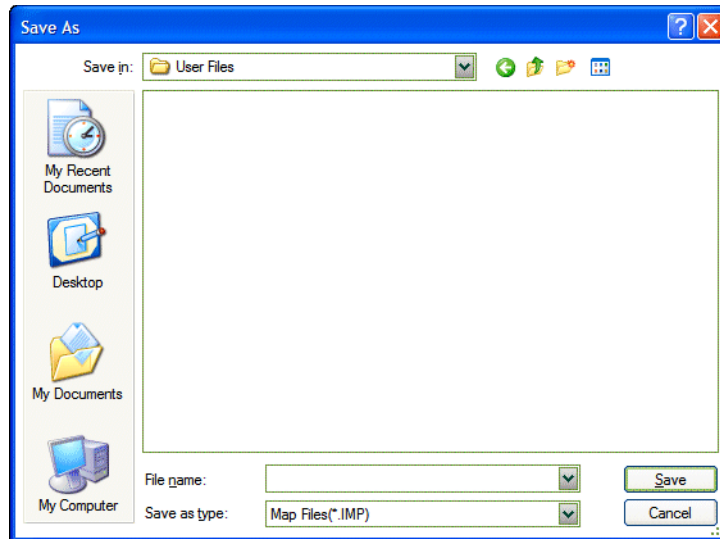 Save As
Save in: User Files
My Recent
Documents
Desktop
My Documents
My Computer
File name:
Save
Save as type: Map Files(*.IMP)
Cancel